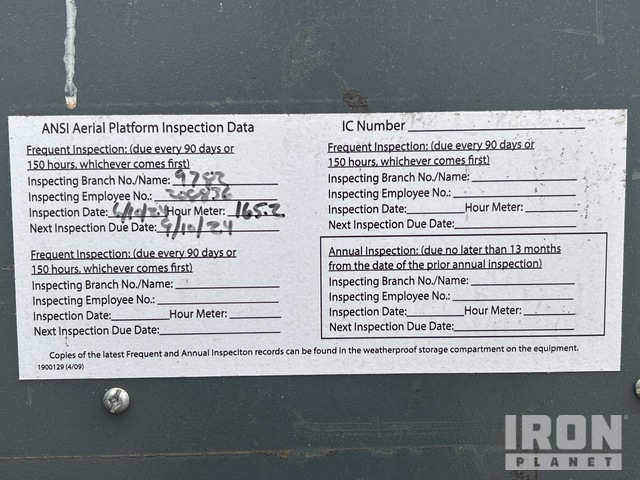 ANSI Aerial Platform Inspection Data
Frequent Inspection: (due every 90 days or
150 hours, whichever comes first)
Inspecting Branch No./Name: 9782
Inspecting Employee No.:
Inspection Date: 6/10/24 Hour Meter: 165.2
Next Inspection Due Date: 9/10/24
Frequent Inspection: (due every 90 days or
150 hours, whichever comes first)
Inspecting Branch No./Name:
Inspecting Employee No.:
Inspection Date: Hour Meter:
Next Inspection Due Date:
IC Number
Frequent Inspection: (due every 90 days or
150 hours, whichever comes first)
Inspecting Branch No./Name:
Inspecting Employee No.:
Inspection Date: Hour Meter:
Next Inspection Due Date:
Annual Inspection: (due no later than 13 months
from the date of the prior annual inspection)
Inspecting Branch No./Name:
Inspecting Employee No.:
Inspection Date: Hour Meter:
Next Inspection Due Date:
Copies of the latest Frequent and Annual Inspeciton records can be found in the weatherproof storage compartment on the equipment.
1900129 (4/09)
IRON
PLANET